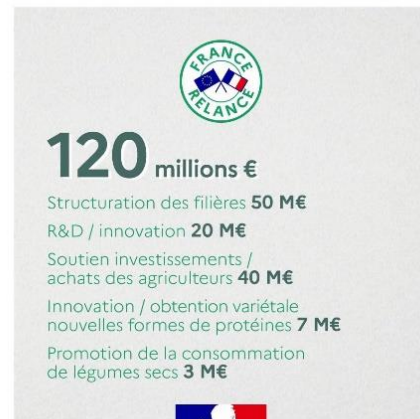 FRANCE
RELANCE
120 millions €
Structuration des filières 50 M€
R&D / innovation 20 M€
Soutien investissements /
achats des agriculteurs 40 M€
Innovation / obtention variétale
nouvelles formes de protéines 7 M€
Promotion de la consommation
de légumes secs 3 M€